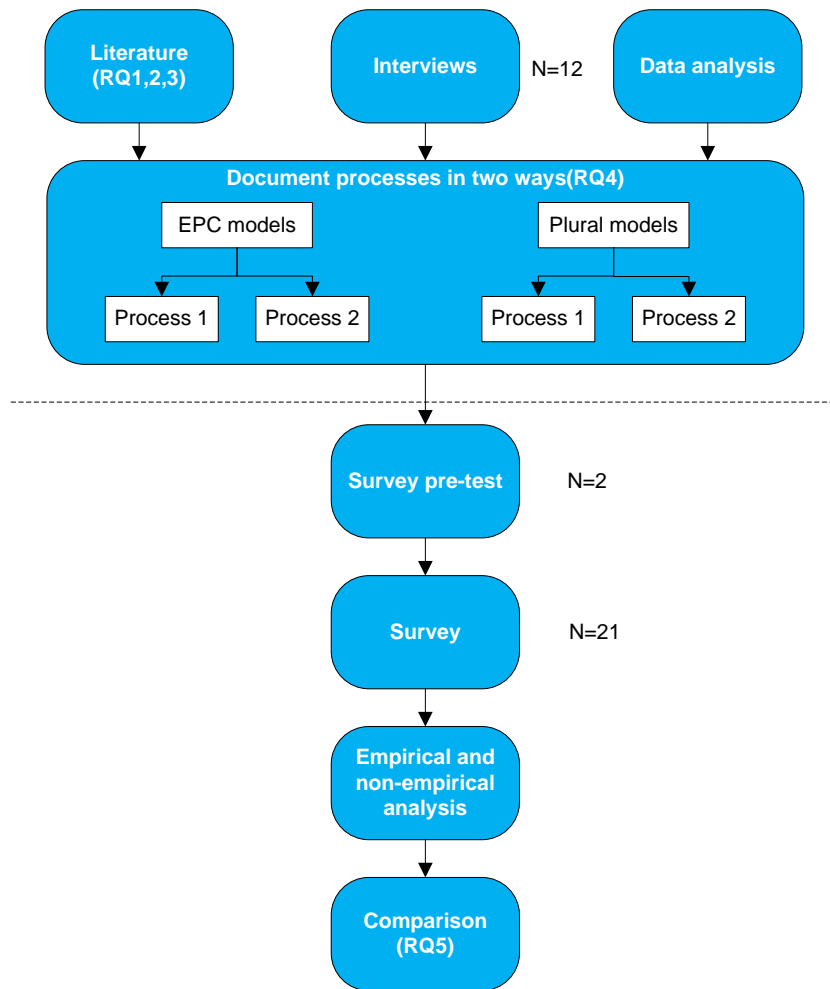 Literature
(RQ1,2,3)
Interviews
N=12
Data analysis
Document processes in two ways(RQ4)
EPC models
Plural models
Process 1
Process 2
Process 1
Process 2
Survey pre-test
N=2
Survey
N=21
Empirical and
non-empirical
analysis
Comparison
(RQ5)